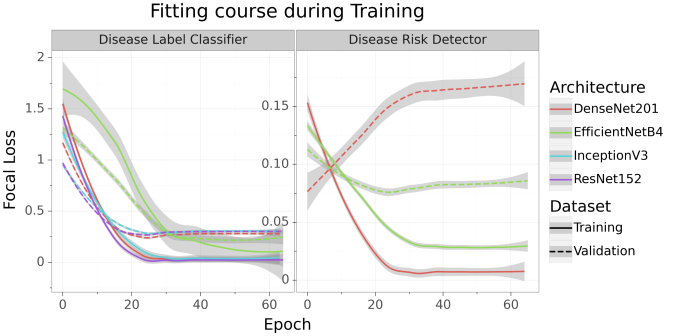 Fitting course during Training
Disease Label Classifier
Disease Risk Detector
Focal Loss
2
1.5
1
0.5
0
0.15
0.10
0.05
0
0 20 40 60
0 20 40 60
Epoch
Architecture
DenseNet201
EfficientNetB4
InceptionV3
ResNet152
Dataset
Training
Validation